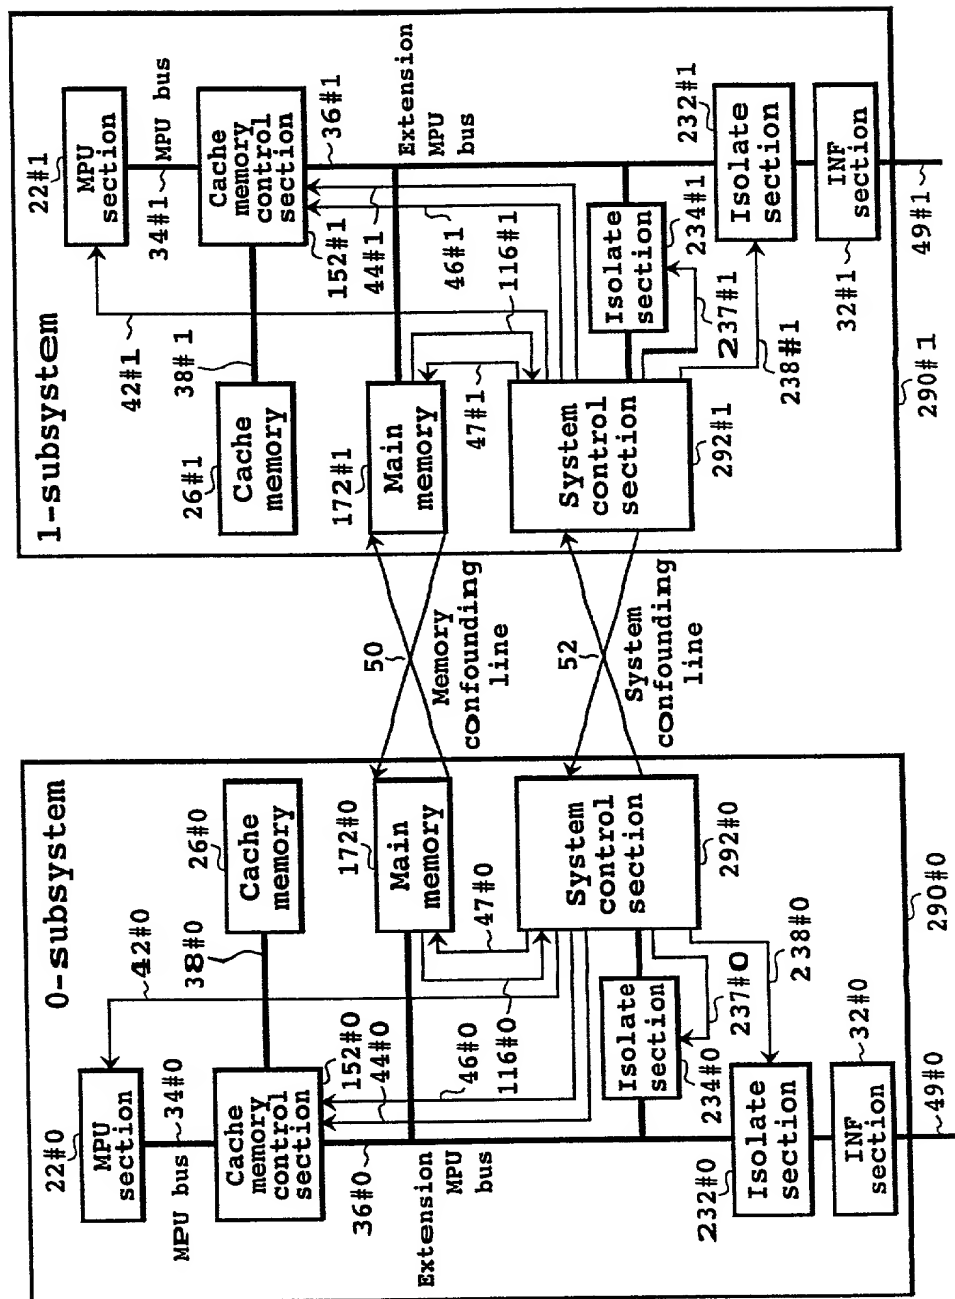 0-subsystem
22#0
MPU
section
42#0
MPU bus
34#0
38#0
26#0
Cache
memory
Cache
memory
control
section
152#0
44#0
36#0
46#0
116#0
47#0
172#0
Main
memory
Extension
MPU
bus
Isolate
section
234#0
237#0
238#0
System
control
section
292#0
232#0
Isolate
section
INF
section
32#0
49#0
290#0
50
Memory
confounding
line
52
System
confounding
line
1-subsystem
22#1
MPU
section
42#1
34#1
MPU bus
38#1
26#1
Cache
memory
Cache
memory
control
section
152#1
44#1
36#1
46#1
116#1
47#1
172#1
Main
memory
Extension
MPU
bus
Isolate
section
234#1
237#1
238#1
System
control
section
292#1
232#1
Isolate
section
INF
section
32#1
49#1
290#1